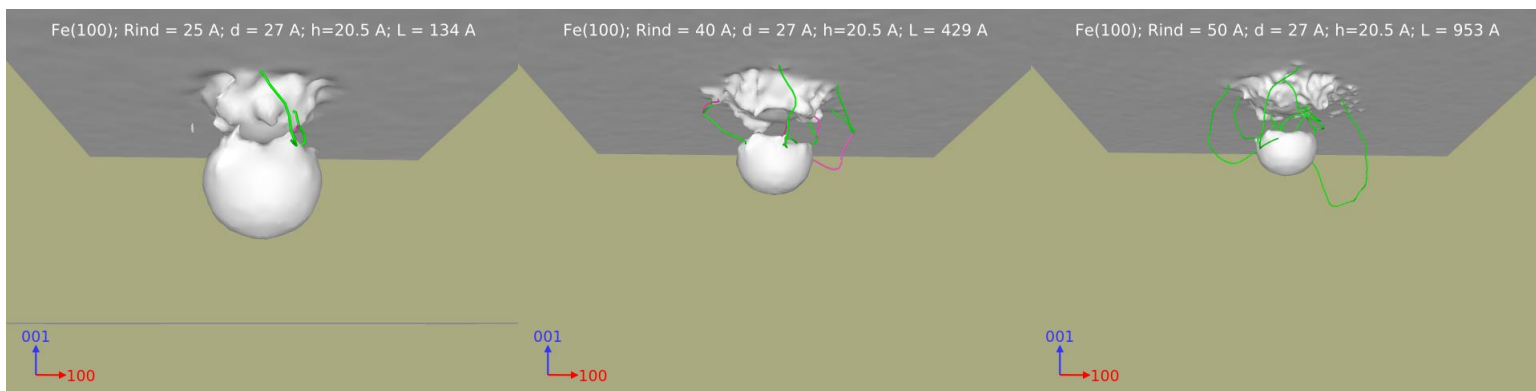 Fe(100); Rind = 25 A; d = 27 A; h=20.5 A; L = 134 A
Fe(100); Rind = 40 A; d = 27 A; h=20.5 A; L = 429 A
Fe(100); Rind = 50 A; d = 27 A; h=20.5 A; L = 953 A
001
100
001
100
001
100